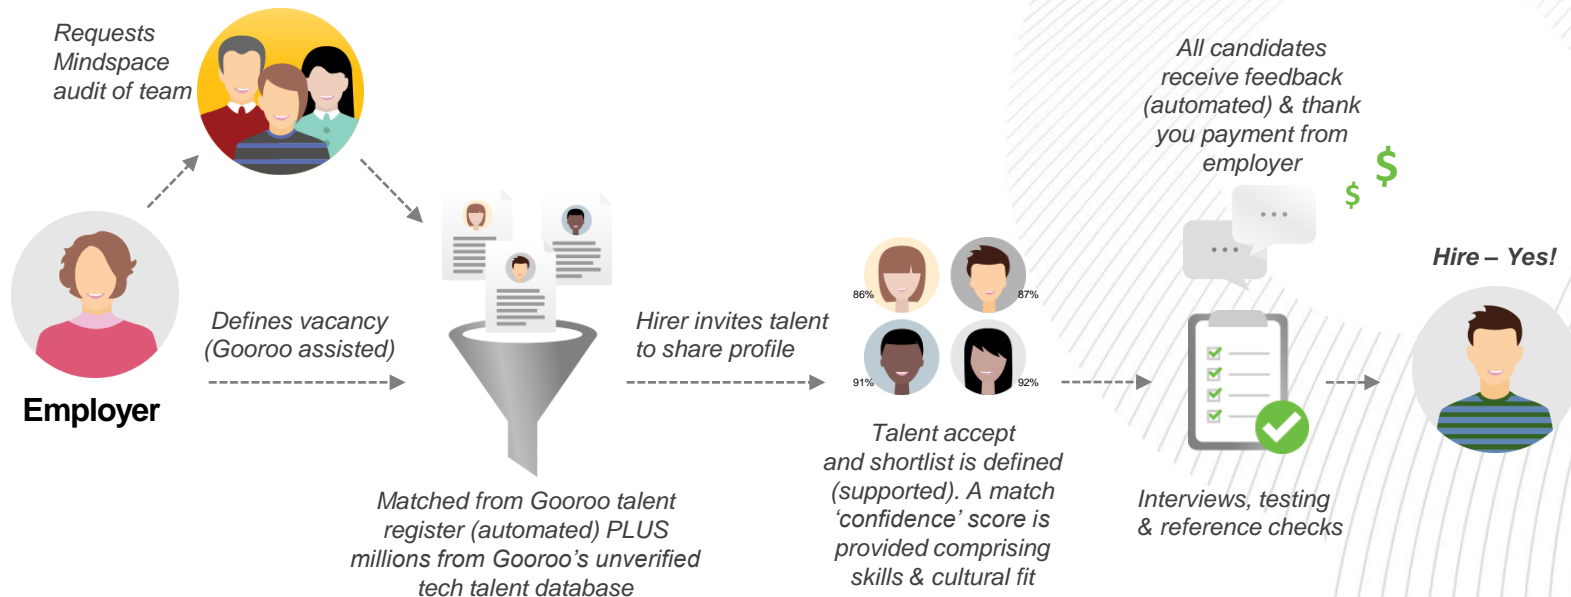 Requests
Mindspace
audit of team
Employer
Defines vacancy
(Gooroo assisted)
Matched from Gooroo talent
register (automated) PLUS
millions from Gooroo's unverified
tech talent database
Hirer invites talent
to share profile
86%
87%
91%
92%
Talent accept
and shortlist is defined
(supported). A match
‘confidence’ score is
provided comprising
skills & cultural fit
All candidates
receive feedback
(automated) & thank
you payment from
employer
$
$
Interviews, testing
& reference checks
Hire – Yes!